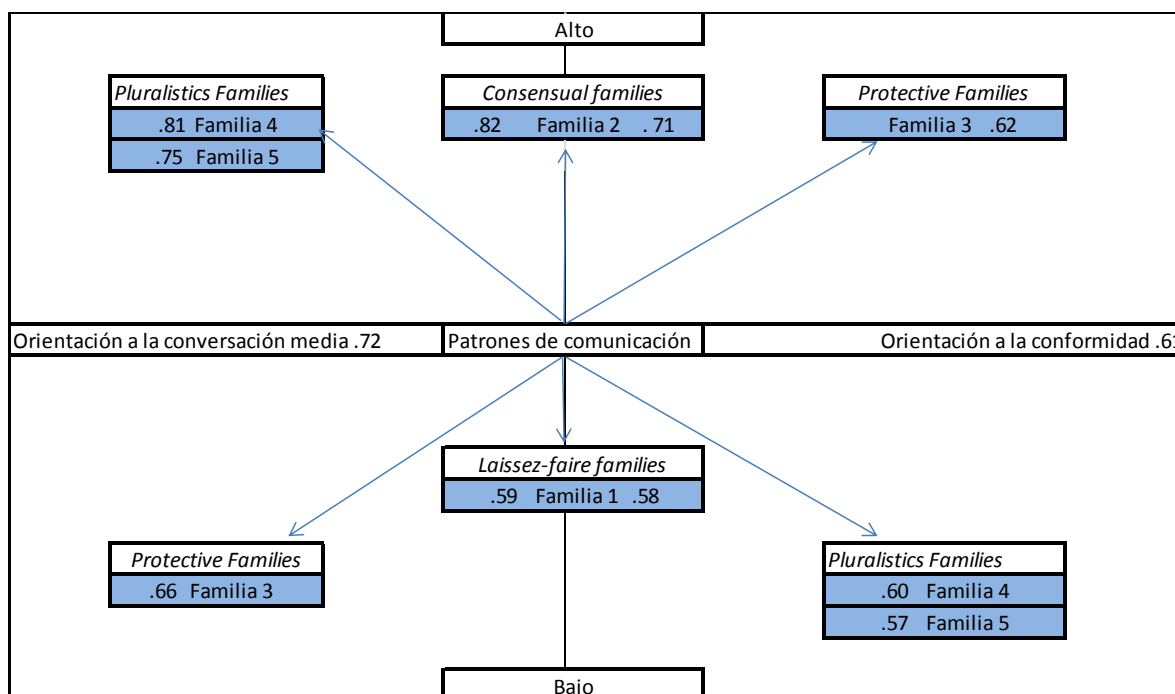 Alto
Pluralistics Families
.81 Familia 4
.75 Familia 5
Consensual families
.82 Familia 2 . 71
Protective Families
Familia 3 .62
Orientación a la conversación media .72
Patrones de comunicación
Orientación a la conformidad .61
Laissez-faire families
.59 Familia 1 .58
Protective Families
.66 Familia 3
Pluralistics Families
.60 Familia 4
.57 Familia 5
Bajo